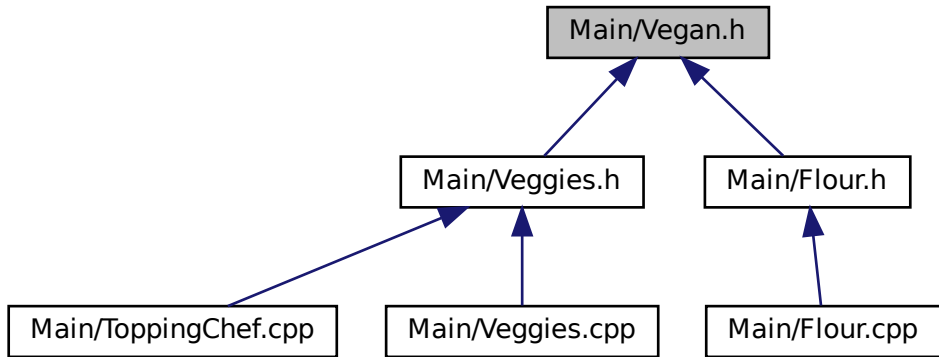 Main/Vegan.h
Main/Veggies.h
Main/Flour.h
Main/ToppingChef.cpp
Main/Veggies.cpp
Main/Flour.cpp